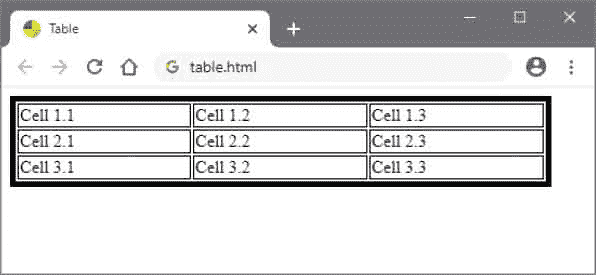 Table
table.html
Cell 1.1 Cell 1.2 Cell 1.3
Cell 2.1 Cell 2.2 Cell 2.3
Cell 3.1 Cell 3.2 Cell 3.3